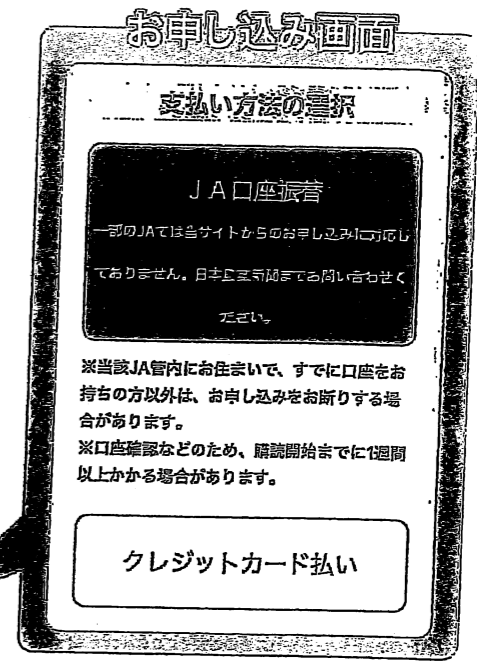 お申し込み画面
支払い方法の選択
JA口座振替
一部のJAでは当サイトからのお申し込みに対応し
ておりません。日本農業新聞までお問い合わせく
ださい。
※当該JA管内にお住まいで、すでに口座をお
持ちの方以外は、お申し込みをお断りする場
合があります。
※口座確認などのため、購読開始までに1週間
以上かかる場合があります。
クレジットカード払い